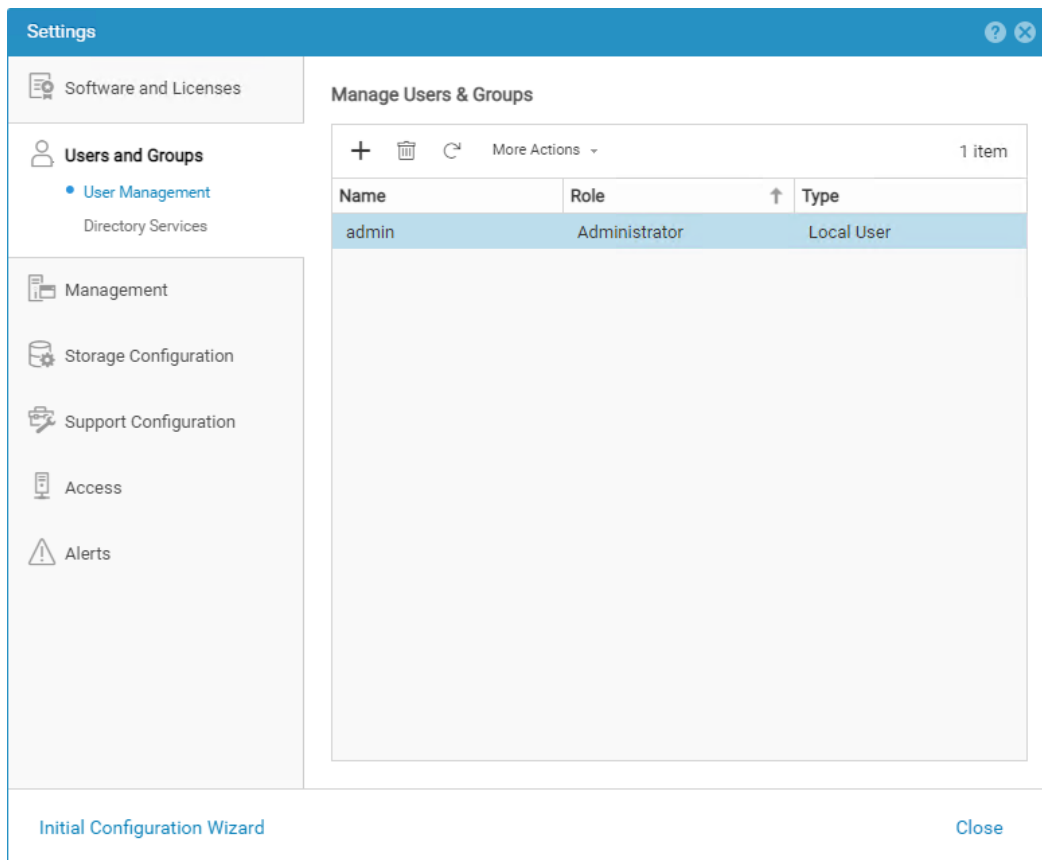 Settings
Software and Licenses
Users and Groups
User Management
Directory Services
Management
Storage Configuration
Support Configuration
Access
Alerts
Manage Users & Groups
More Actions
1 item
Name Role Type
admin Administrator Local User
Initial Configuration Wizard
Close